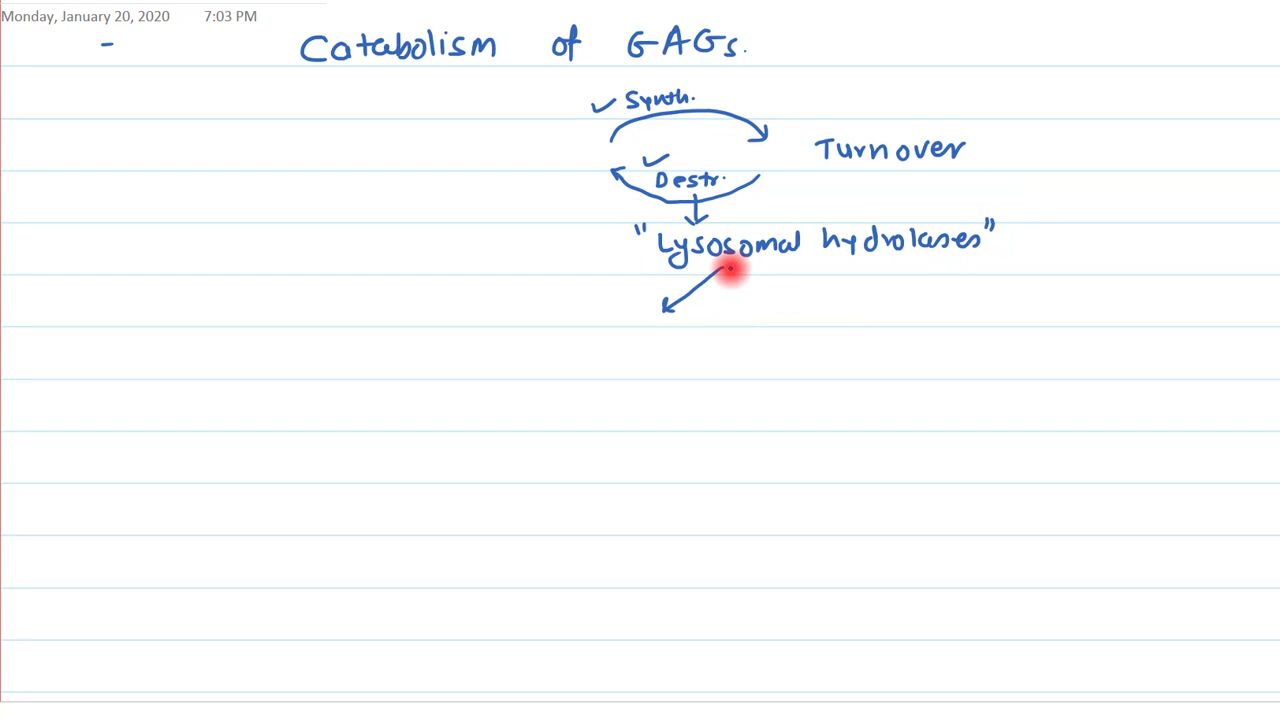 Monday, January 20, 2020 7:03 PM
- Catabolism of GAGs.
✓ Synth.
Turnover
✓ Destr.
"Lysosomal hydrolases"